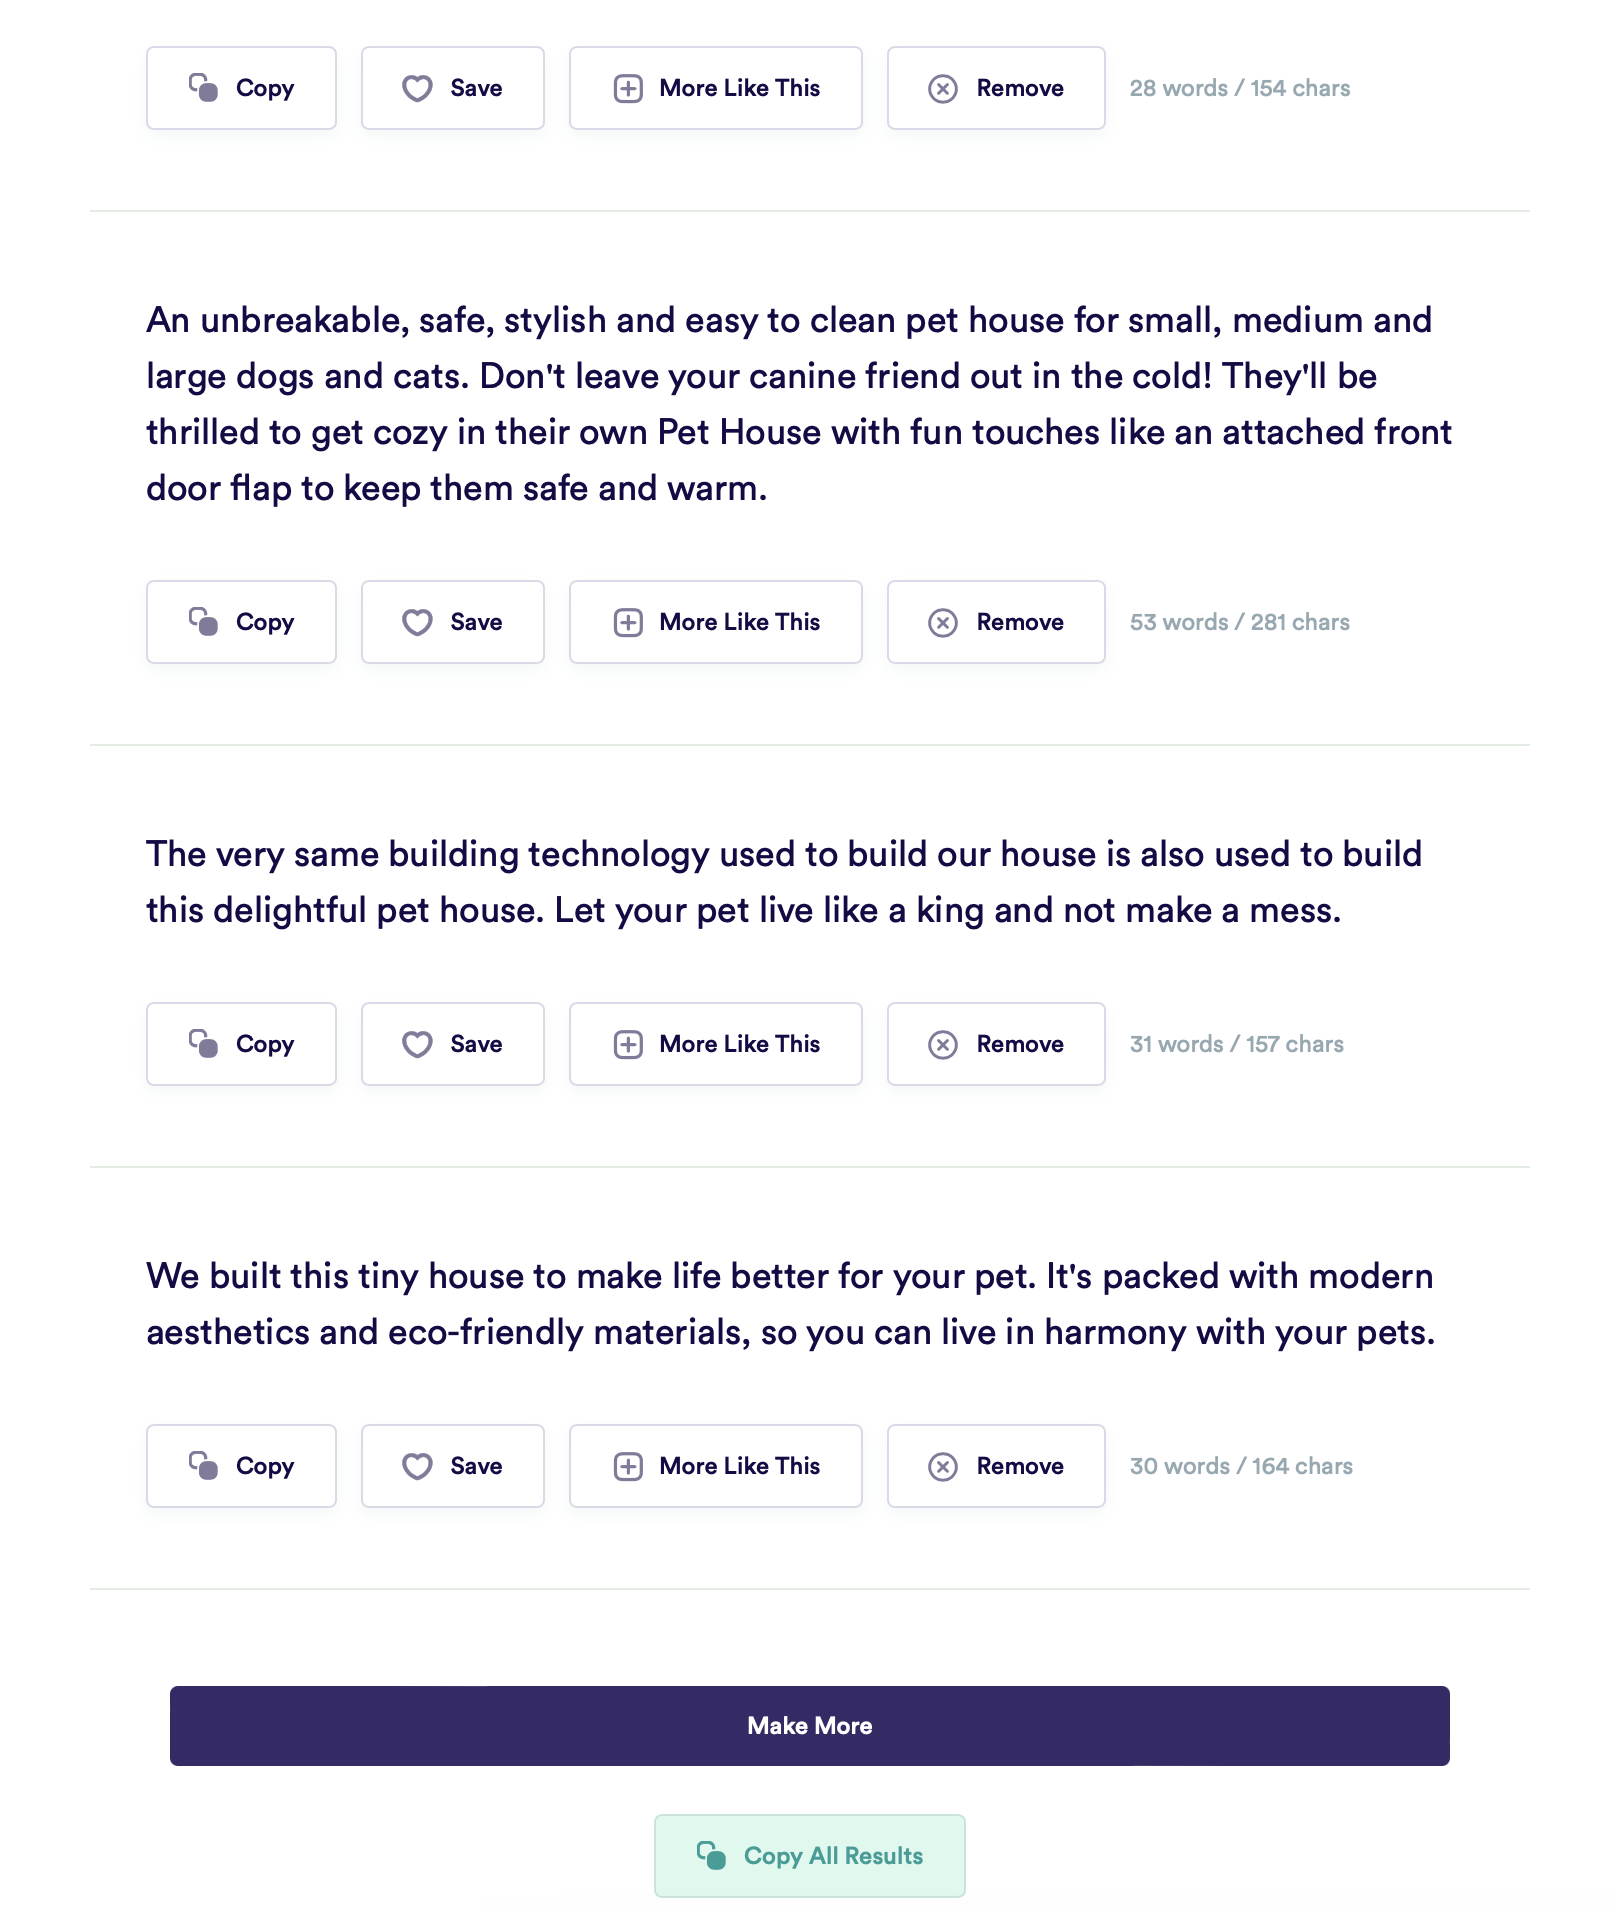 Copy Save More Like This Remove 28 words / 154 chars
An unbreakable, safe, stylish and easy to clean pet house for small, medium and
large dogs and cats. Don't leave your canine friend out in the cold! They'll be
thrilled to get cozy in their own Pet House with fun touches like an attached front
door flap to keep them safe and warm.
Copy Save More Like This Remove 53 words / 281 chars
The very same building technology used to build our house is also used to build
this delightful pet house. Let your pet live like a king and not make a mess.
Copy Save More Like This Remove 31 words / 157 chars
We built this tiny house to make life better for your pet. It's packed with modern
aesthetics and eco-friendly materials, so you can live in harmony with your pets.
Copy Save More Like This Remove 30 words / 164 chars
Make More
Copy All Results